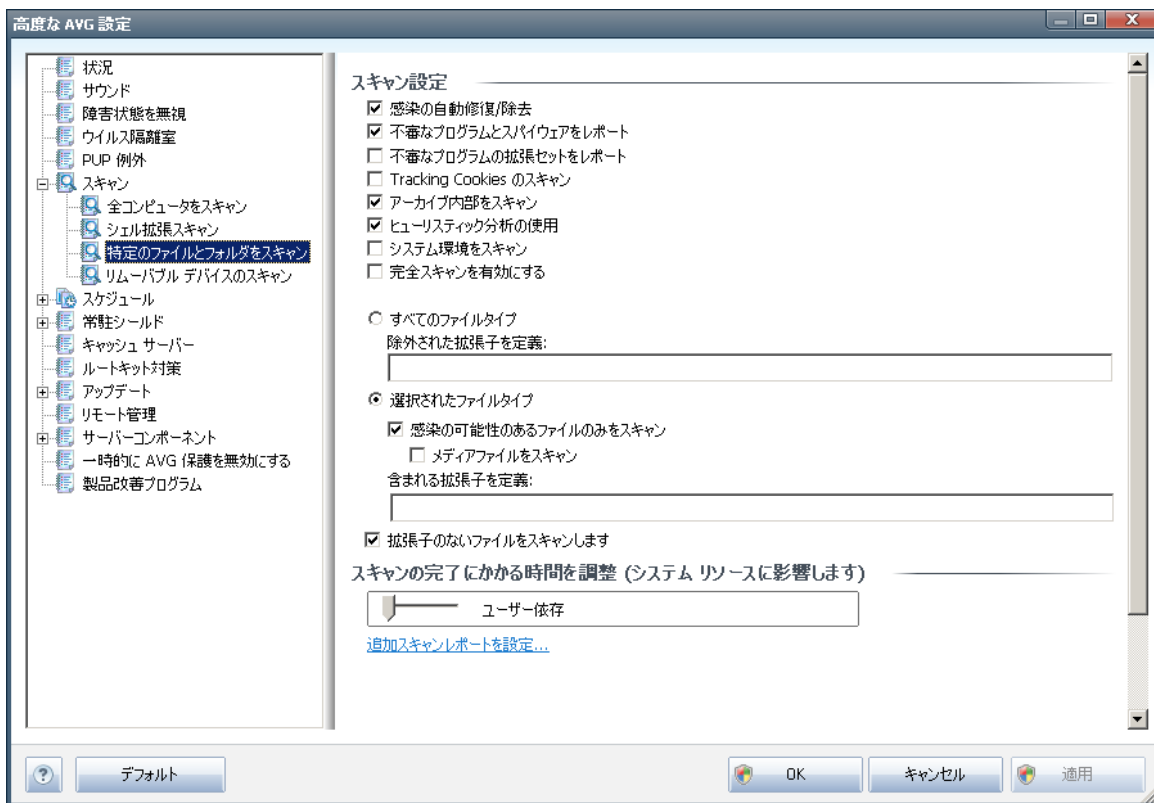 高度な AVG 設定
状況
サウンド
障害状態を無視
ウイルス隔離室
PUP 例外
スキャン
全コンピュータをスキャン
シェル拡張スキャン
特定のファイルとフォルダをスキャン
リムーバブル デバイスのスキャン
スケジュール
常駐シールド
キャッシュ サーバー
ルートキット対策
アップデート
リモート管理
サーバーコンポーネント
一時的に AVG 保護を無効にする
製品改善プログラム
スキャン設定
感染の自動修復/除去
不審なプログラムとスパイウェアをレポート
不審なプログラムの拡張セットをレポート
Tracking Cookies のスキャン
アーカイブ内部をスキャン
ヒューリスティック分析の使用
システム環境をスキャン
完全スキャンを有効にする
すべてのファイルタイプ
除外された拡張子を定義:
選択されたファイルタイプ
感染の可能性のあるファイルのみをスキャン
メディアファイルをスキャン
含まれる拡張子を定義:
拡張子のないファイルをスキャンします
スキャンの完了にかかる時間を調整 (システム リソースに影響します)
ユーザー依存
追加スキャンレポートを設定...
?
デフォルト
OK
キャンセル
適用